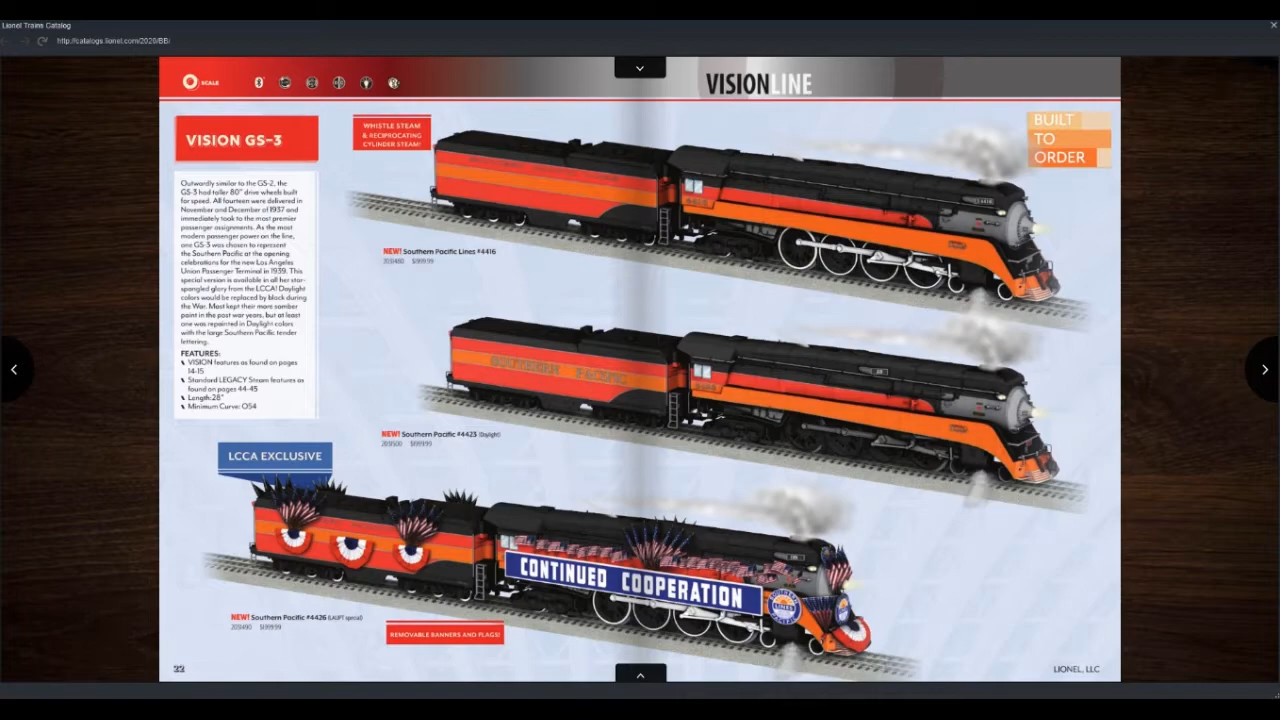 Lionel Trains Catalog
http://catalogs.lionel.com/2020/BB/
O SCALE
VISIONLINE
VISION GS-3
WHISTLE STEAM
& RECIPROCATING
CYLINDER STEAM!
BUILT
TO
ORDER
Outwardly similar to the GS-2, the
GS-3 had taller 80" drive wheels built
for speed. All fourteen were delivered in
November and December of 1937 and
immediately took to the most premier
passenger assignments. As the most
modern passenger power on the line,
one GS-3 was chosen to represent
the Southern Pacific at the opening
celebrations for the new Los Angeles
Union Passenger Terminal in 1939. This
special version is available in all her star-
spangled glory from the LCCA! Daylight
colors would be replaced by black during
the War. Most kept their more somber
paint in the post war years, but at least
one was repainted in Daylight colors
with the large Southern Pacific tender
lettering.
FEATURES:
VISION features as found on pages
14-15
Standard LEGACY Steam features as
found on pages 44-45
Length: 28"
Minimum Curve: O54
NEW! Southern Pacific Lines #4416
SOUTHERN PACIFIC
NEW! Southern Pacific #4423 (Daylight)
LCCA EXCLUSIVE
CONTINUED COOPERATION
NEW! Southern Pacific #4426 (LAUPT special)
REMOVABLE BANNERS AND FLAGS!
22
LIONEL, LLC